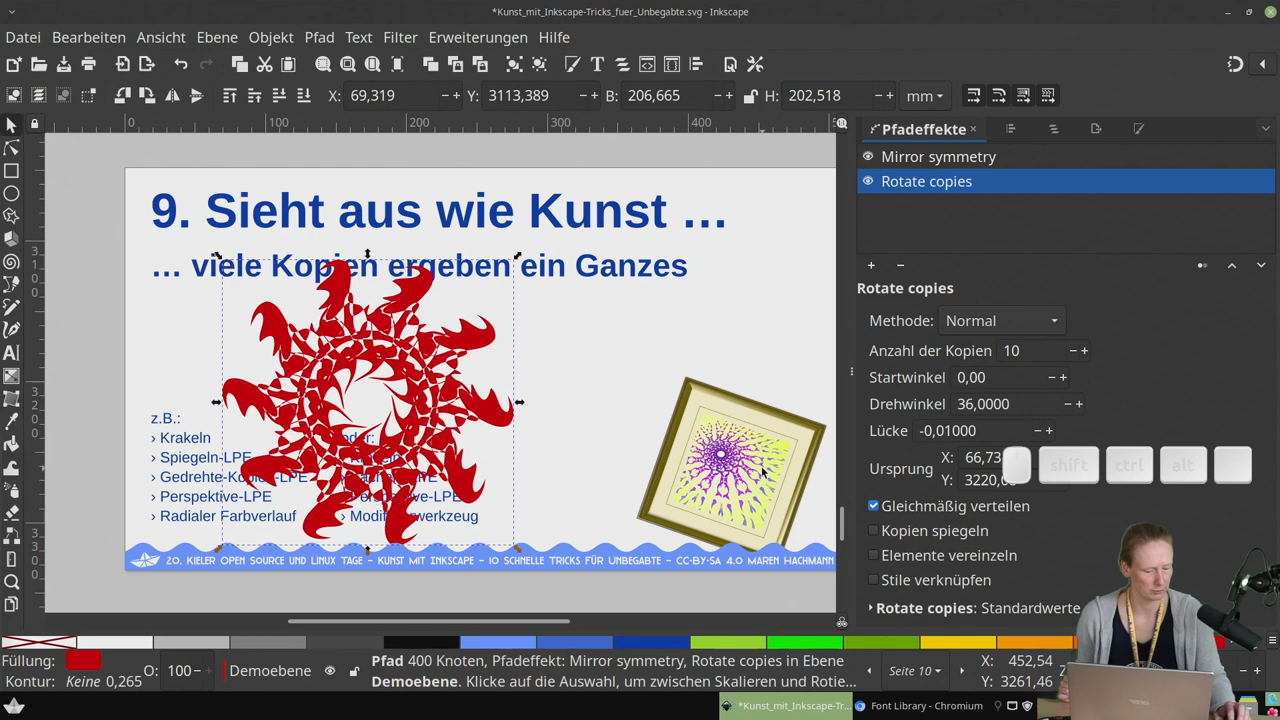 *Kunst_mit_Inkscape-Tricks_fuer_Unbegabte.svg - Inkscape
Datei Bearbeiten Ansicht Ebene Objekt Pfad Text Filter Erweiterungen Hilfe
X: 69,319 Y: 3113,389 B: 206,665 H: 202,518 mm
0 100 200 300 400
Pfadeffekte
Mirror symmetry
Rotate copies
9. Sieht aus wie Kunst …
… viele Kopien ergeben ein Ganzes
z.B.:
› Krakeln
› Spiegeln-LPE
› Gedrehte-Kopien-LPE
› Perspektive-LPE
› Radialer Farbverlauf
oder:
20. KIELER OPEN SOURCE UND LINUX TAGE – KUNST MIT INKSCAPE – 10 SCHNELLE TRICKS FÜR UNBEGABTE – CC-BY-SA 4.0 MAREN HACHMANN
Rotate copies
Methode: Normal
Anzahl der Kopien 10
Startwinkel 0,00
Drehwinkel 36,0000
Lücke -0,01000
Ursprung
X: 66,73
Y: 3220,
shift ctrl alt
Gleichmäßig verteilen
Kopien spiegeln
Elemente vereinzeln
Stile verknüpfen
Rotate copies: Standardwerte
Füllung:
Kontur: Keine 0,265
O: 100
Demoebene
Pfad 400 Knoten, Pfadeffekt: Mirror symmetry, Rotate copies in Ebene
Demoebene. Klicke auf die Auswahl, um zwischen Skalieren und Rotie...
Seite 10
X: 452,54
Y: 3261,46
*Kunst_mit_Inkscape-Tr...
Font Library - Chromium